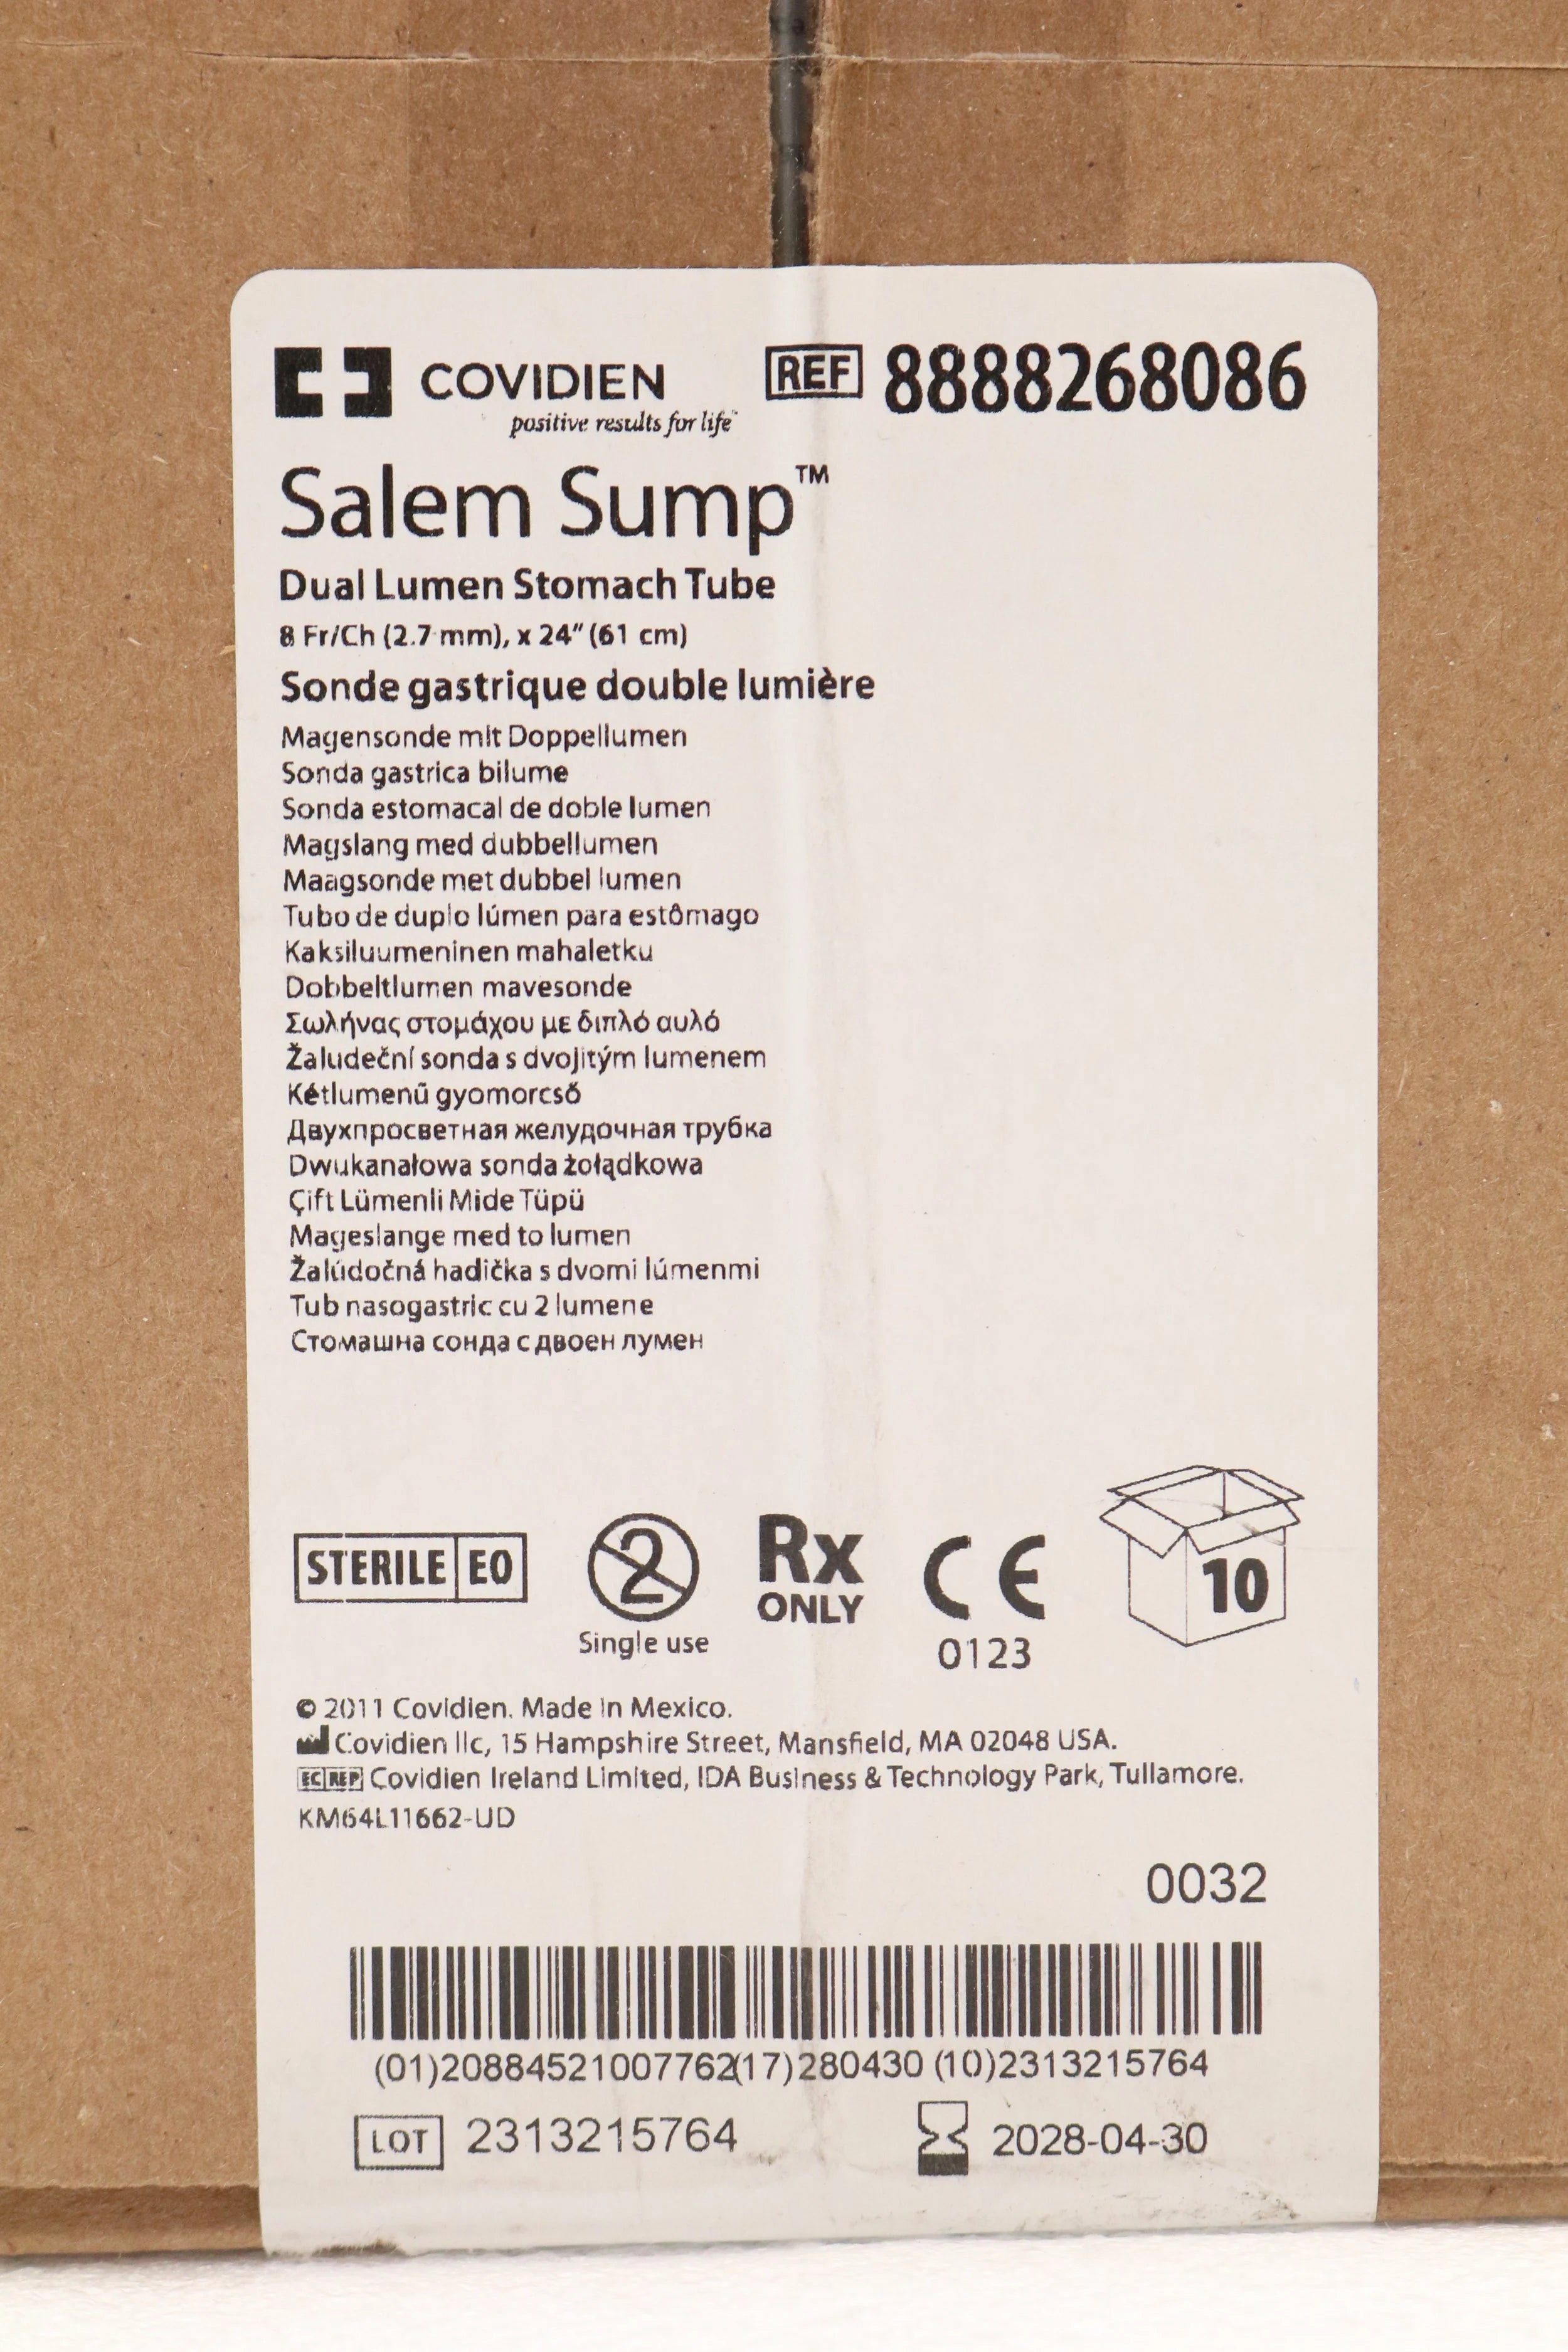 COVIDIEN
positive results for life™
REF 8888268086
Salem Sump™
Dual Lumen Stomach Tube
8 Fr/Ch (2.7 mm), x 24" (61 cm)
Sonde gastrique double lumière
Magensonde mit Doppellumen
Sonda gastrica bilume
Sonda estomacal de doble lumen
Magslang med dubbellumen
Maagsonde met dubbel lumen
Tubo de duplo lúmen para estômago
Kaksiluumeninen mahaletku
Dobbeltlumen mavesonde
Σωλήνας στομάχου με διπλό αυλό
Žaludeční sonda s dvojitým lumenem
Kétlumenű gyomorcső
Двухпросветная желудочная трубка
Dwukanałowa sonda żołądkowa
Çift Lümenli Mide Tüpü
Mageslange med to lumen
Žalúdočná hadička s dvomi lúmenmi
Tub nasogastric cu 2 lumene
Стомашна сонда с двоен лумен
STERILE EO
2
Single use
Rx
ONLY
CE
0123
10
© 2011 Covidien. Made in Mexico.
Covidien llc, 15 Hampshire Street, Mansfield, MA 02048 USA.
EC REP Covidien Ireland Limited, IDA Business & Technology Park, Tullamore.
KM64L11662-UD
0032
(01)20884521007762(17)280430 (10)2313215764
LOT 2313215764
2028-04-30